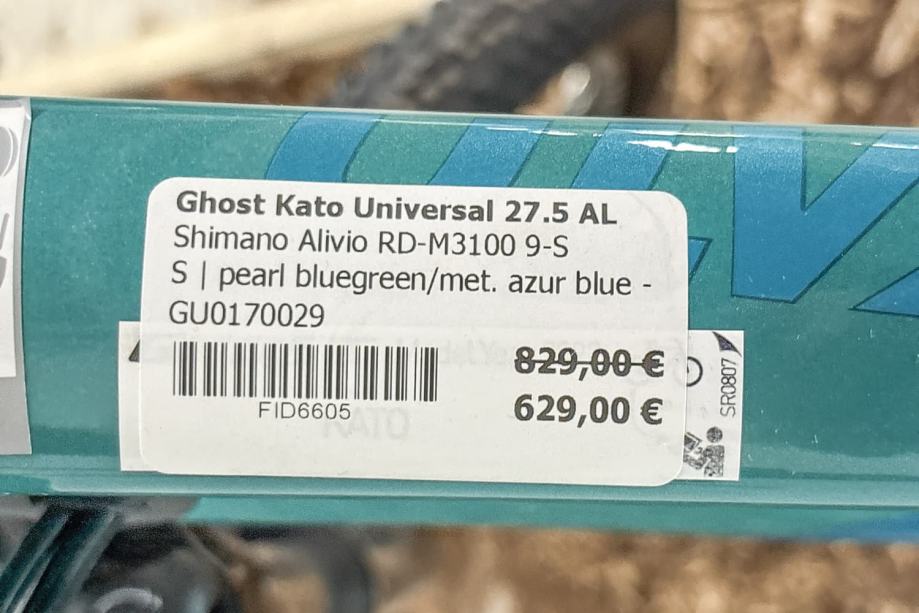 Ghost Kato Universal 27.5 AL
Shimano Alivio RD-M3100 9-S
S | pearl bluegreen/met. azur blue -
GU0170029
829,00 €
629,00 €
FID6605
SR0807